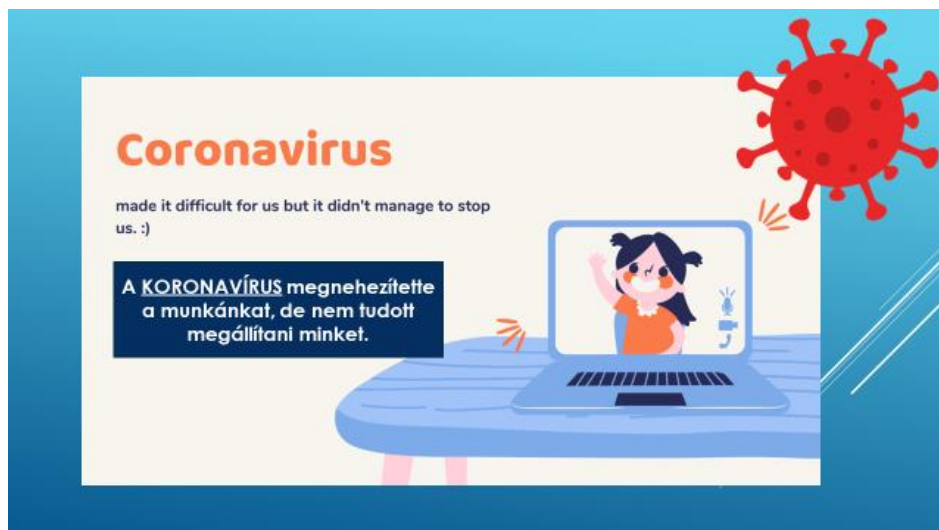 Coronavirus
made it difficult for us but it didn't manage to stop
us. :)
A KORONAVÍRUS megnehezítette
a munkánkat, de nem tudott
megállítani minket.